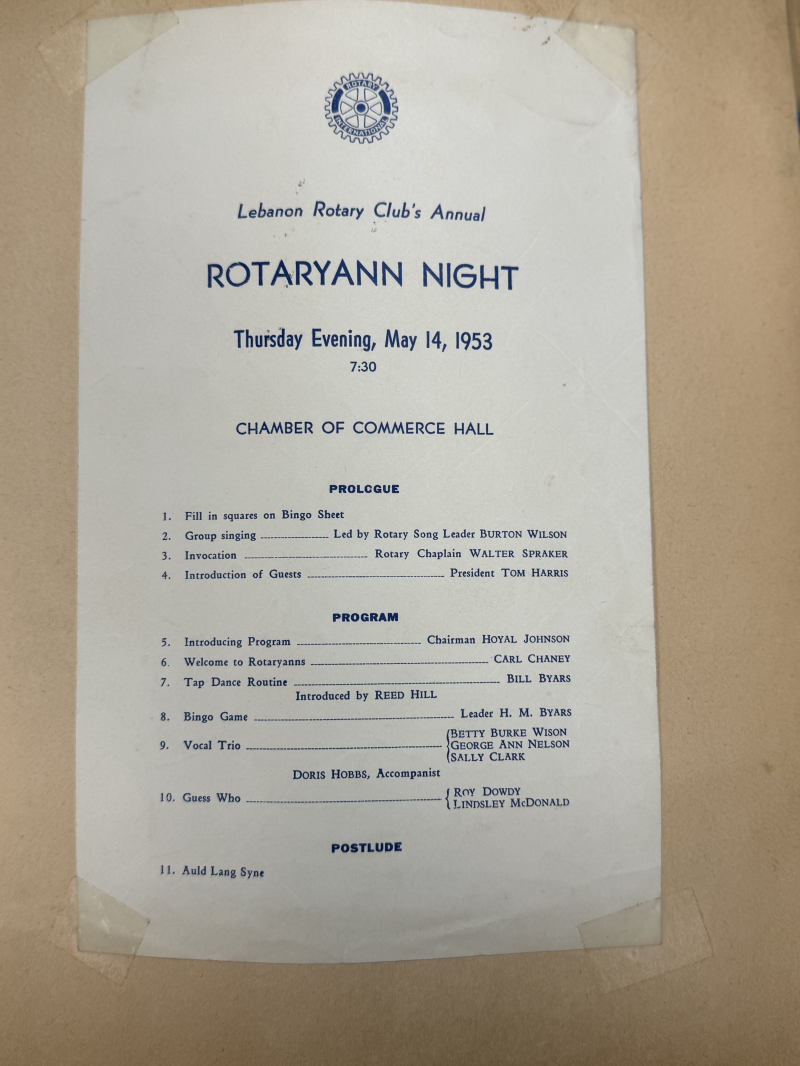 ROTARY
INTERNATIONAL
Lebanon Rotary Club's Annual
ROTARYANN NIGHT
Thursday Evening, May 14, 1953
7:30
CHAMBER OF COMMERCE HALL
PROLOGUE
1. Fill in squares on Bingo Sheet
2. Group singing Led by Rotary Song Leader BURTON WILSON
3. Invocation Rotary Chaplain WALTER SPRAKER
4. Introduction of Guests President TOM HARRIS
PROGRAM
5. Introducing Program Chairman HOYAL JOHNSON
6. Welcome to Rotaryanns CARL CHANEY
7. Tap Dance Routine BILL BYARS
Introduced by REED HILL
8. Bingo Game Leader H. M. BYARS
9. Vocal Trio BETTY BURKE WISON
GEORGE ANN NELSON
SALLY CLARK
DORIS HOBBS, Accompanist
10. Guess Who ROY DOWDY
LINDSLEY McDONALD
POSTLUDE
11. Auld Lang Syne